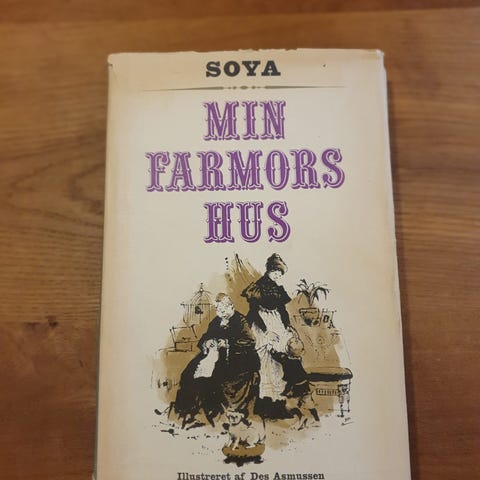 SOYA
MIN
FARMORS
HUS
Illustreret af Des Asmussen